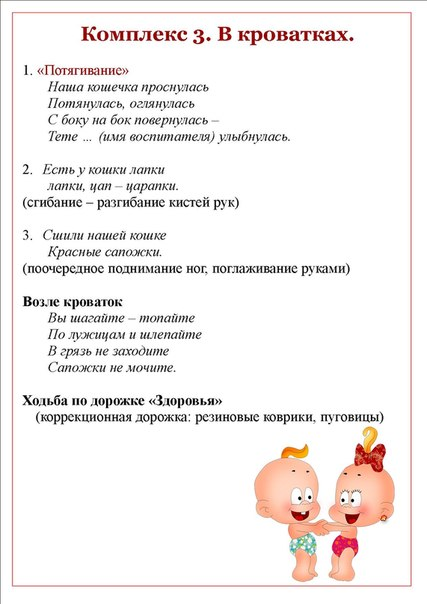 Комплекс 3. В кроватках.
1. «Потягивание»
Наша кошечка проснулась
Потянулась, оглянулась
С боку на бок повернулась –
Тете … (имя воспитателя) улыбнулась.
2. Есть у кошки лапки
лапки, цап – царапки.
(сгибание – разгибание кистей рук)
3. Сшили нашей кошке
Красные сапожки.
(поочередное поднимание ног, поглаживание руками)
Возле кроваток
Вы шагайте – топайте
По лужицам и шлепайте
В грязь не заходите
Сапожки не мочите.
Ходьба по дорожке «Здоровья»
(коррекционная дорожка: резиновые коврики, пуговицы)